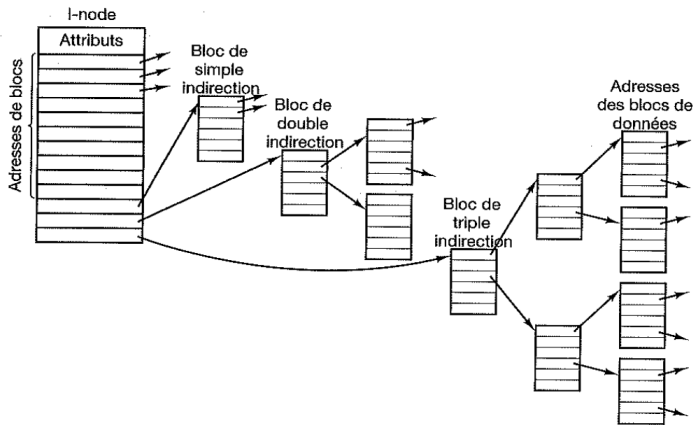 I-node
Attributs
Adresses de blocs
Bloc de
simple
indirection
Bloc de
double
indirection
Bloc de
triple
indirection
Adresses
des blocs de
données